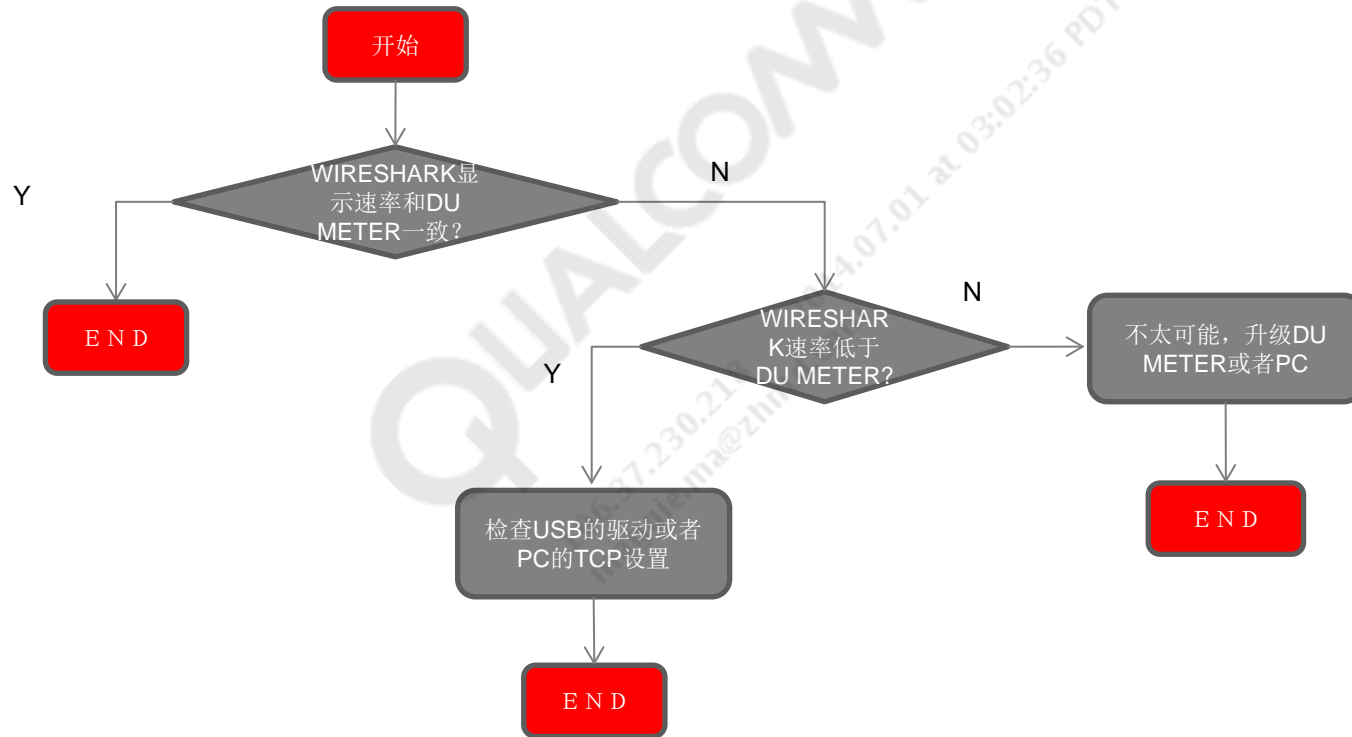 开始
WIRESHARK显
示速率和DU
METER一致?
Y
N
END
WIRESHAR
K速率低于
DU METER?
Y
N
不太可能，升级DU
METER或者PC
检查USB的驱动或者
PC的TCP设置
END
END
QUALCOM